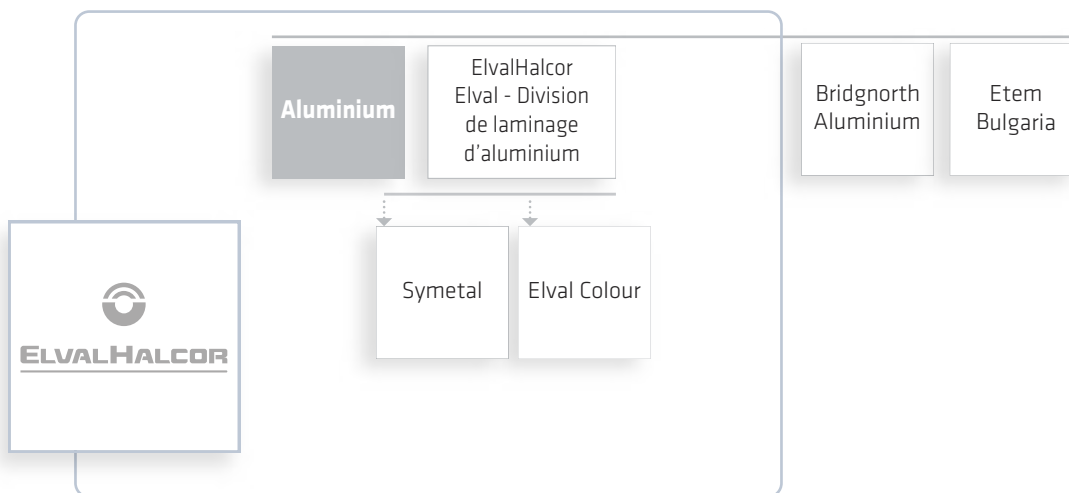 Aluminium
ElvalHalcor
Elval - Division
de laminage
d'aluminium
Bridgnorth
Aluminium
Etem
Bulgaria
Symetal
Elval Colour
ELVALHALCOR